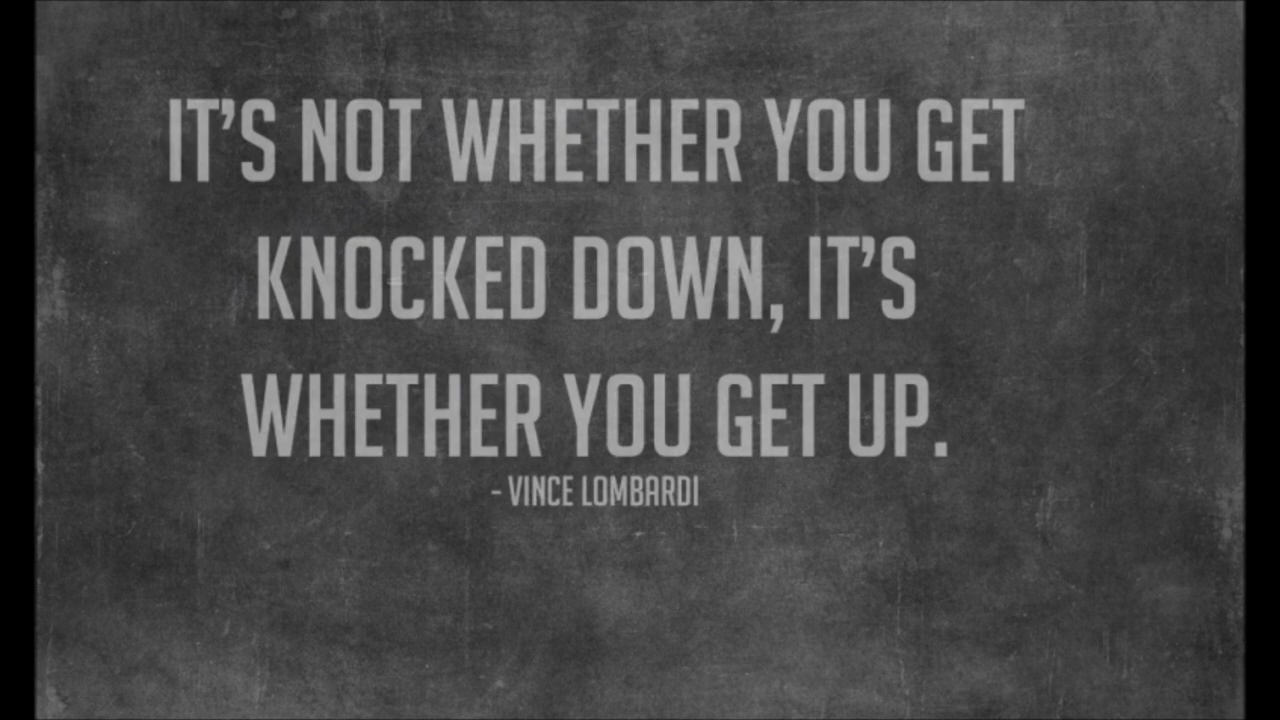 IT'S NOT WHETHER YOU GET
KNOCKED DOWN, IT'S
WHETHER YOU GET UP.
- VINCE LOMBARDI